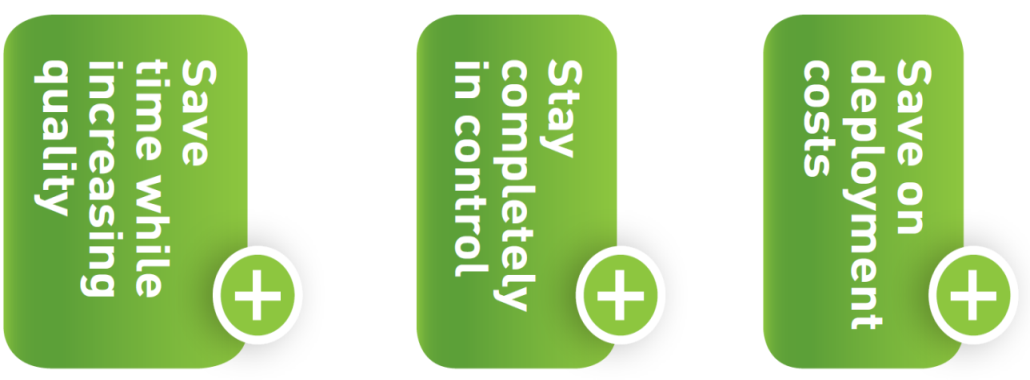 Save on
deployment
costs
Stay
completely
in control
Save
time while
increasing
quality